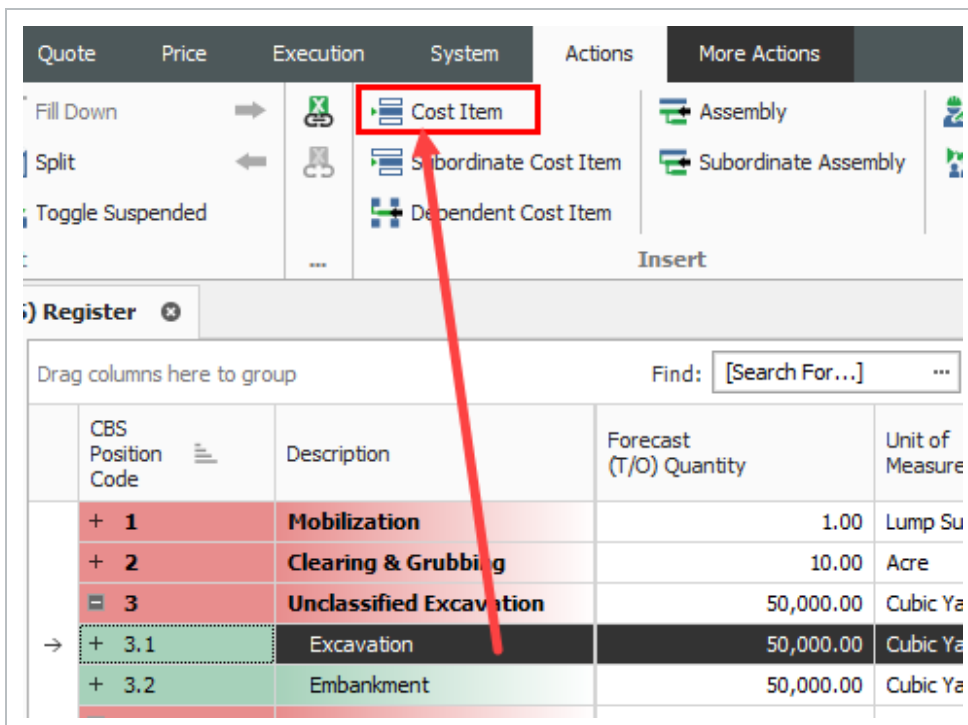 Quote Price Execution System Actions More Actions
Fill Down Cost Item Assembly
Split Subordinate Cost Item Subordinate Assembly
Toggle Suspended Dependent Cost Item
... Insert
) Register
Drag columns here to group Find: [Search For...] ...
CBS
Position
Code
Description
Forecast
(T/O) Quantity
Unit of
Measure
+ 1 Mobilization 1.00 Lump Su
+ 2 Clearing & Grubbing 10.00 Acre
3 Unclassified Excavation 50,000.00 Cubic Ya
+ 3.1 Excavation 50,000.00 Cubic Ya
+ 3.2 Embankment 50,000.00 Cubic Ya